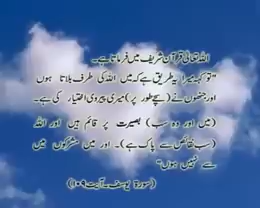 اللہ تعالیٰ قرآن شریف میں فرماتا ہے۔
"تو کہہ میرا یہ طریق ہے کہ میں اللہ کی طرف بلاتا ہوں
اور جنھوں نے (سچے طور پر) میری پیروی اختیار کی ہے۔
(میں اور وہ سب) بصیرت پر قائم ہیں اور اللہ
(سب نقائص سے پاک ہے)۔ اور میں مشرکوں میں
سے نہیں ہوں"
(سورۃ یوسف۔ آیت ۱۰۹)